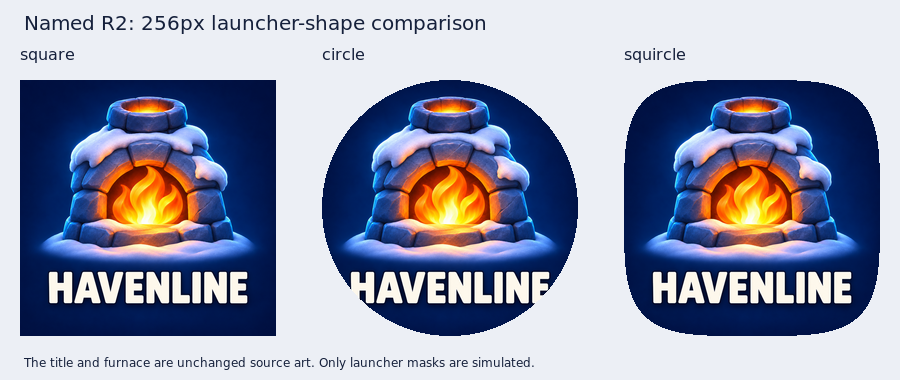 Named R2: 256px launcher-shape comparison
square circle squircle
HAVENLINE HAVENLINE HAVENLINE
The title and furnace are unchanged source art. Only launcher masks are simulated.